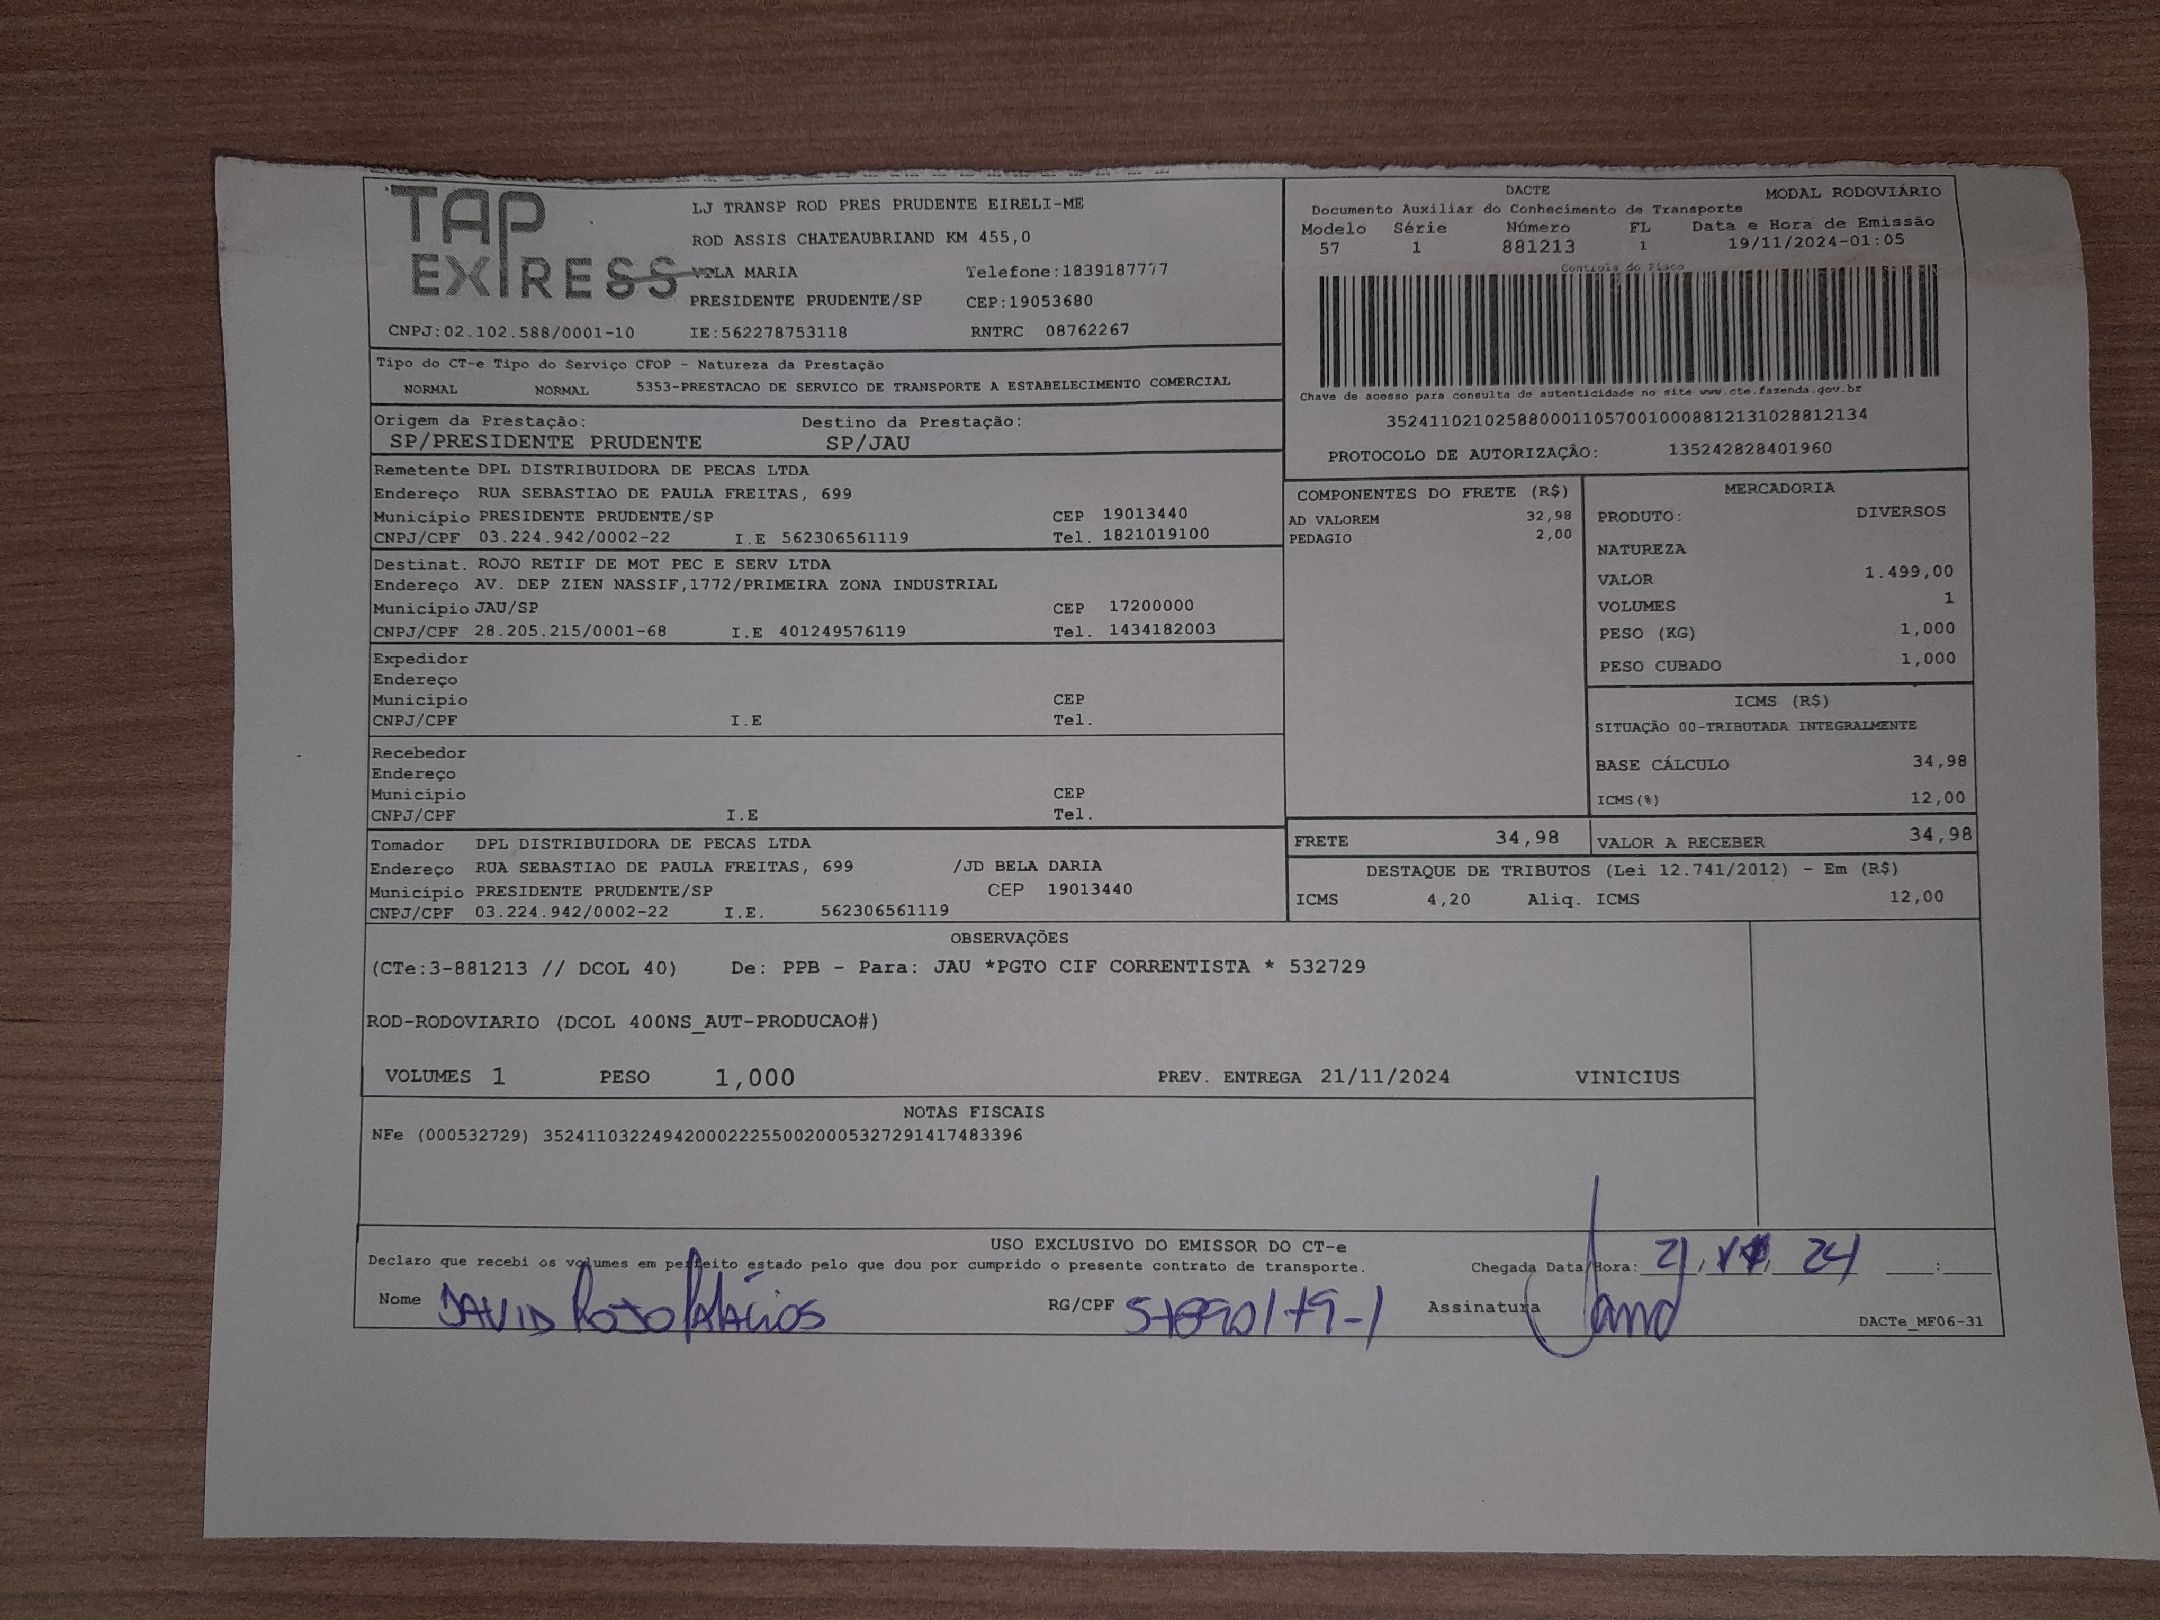 TAP
EXPRESS
LJ TRANSP ROD PRES PRUDENTE EIRELI-ME
ROD ASSIS CHATEAUBRIAND KM 455,0
MARIA Telefone:1839187777
PRESIDENTE PRUDENTE/SP CEP:19053680
CNPJ:02.102.588/0001-10 IE:562278753118 RNTRC 08762267
DACTE MODAL RODOVIÁRIO
Documento Auxiliar do Conhecimento de Transporte
Modelo Série Número FL Data e Hora de Emissão
57 1 881213 1 19/11/2024-01:05
Controle do Fisco
Chave de acesso para consulta de autenticidade no site www.cte.fazenda.gov.br
35241102102588000110570010008812131028812134
PROTOCOLO DE AUTORIZAÇÃO: 135242828401960
Tipo do CT-e Tipo do Serviço CFOP - Natureza da Prestação
NORMAL NORMAL 5353-PRESTACAO DE SERVICO DE TRANSPORTE A ESTABELECIMENTO COMERCIAL
Origem da Prestação: Destino da Prestação:
SP/PRESIDENTE PRUDENTE SP/JAU
Remetente DPL DISTRIBUIDORA DE PECAS LTDA
Endereço RUA SEBASTIAO DE PAULA FREITAS, 699
Município PRESIDENTE PRUDENTE/SP CEP 19013440
CNPJ/CPF 03.224.942/0002-22 I.E 562306561119 Tel. 1821019100
Destinat. ROJO RETIF DE MOT PEC E SERV LTDA
Endereço AV. DEP ZIEN NASSIF,1772/PRIMEIRA ZONA INDUSTRIAL
Município JAU/SP CEP 17200000
CNPJ/CPF 28.205.215/0001-68 I.E 401249576119 Tel. 1434182003
Expedidor
Endereço
Município CEP
CNPJ/CPF I.E Tel.
Recebedor
Endereço
Município CEP
CNPJ/CPF I.E Tel.
Tomador DPL DISTRIBUIDORA DE PECAS LTDA
Endereço RUA SEBASTIAO DE PAULA FREITAS, 699 /JD BELA DARIA
Município PRESIDENTE PRUDENTE/SP CEP 19013440
CNPJ/CPF 03.224.942/0002-22 I.E. 562306561119
COMPONENTES DO FRETE (R$)
AD VALOREM 32,98
PEDAGIO 2,00
MERCADORIA
PRODUTO: DIVERSOS
NATUREZA
VALOR 1.499,00
VOLUMES 1
PESO (KG) 1,000
PESO CUBADO 1,000
ICMS (R$)
SITUAÇÃO 00-TRIBUTADA INTEGRALMENTE
BASE CÁLCULO 34,98
ICMS(%) 12,00
FRETE 34,98 VALOR A RECEBER 34,98
DESTAQUE DE TRIBUTOS (Lei 12.741/2012) - Em (R$)
ICMS 4,20 Aliq. ICMS 12,00
OBSERVAÇÕES
(CTe:3-881213 // DCOL 40) De: PPB - Para: JAU *PGTO CIF CORRENTISTA * 532729
ROD-RODOVIARIO (DCOL 400NS_AUT-PRODUCAO#)
VOLUMES 1 PESO 1,000 PREV. ENTREGA 21/11/2024 VINICIUS
NOTAS FISCAIS
NFe (000532729) 35241103224942000222550020005327291417483396
USO EXCLUSIVO DO EMISSOR DO CT-e
Declaro que recebi os volumes em perfeito estado pelo que dou por cumprido o presente contrato de transporte. Chegada Data/Hora: 21, 24 :
Nome DAVID ROJO PALÁCIOS RG/CPF Assinatura
DACTe_MF06-31